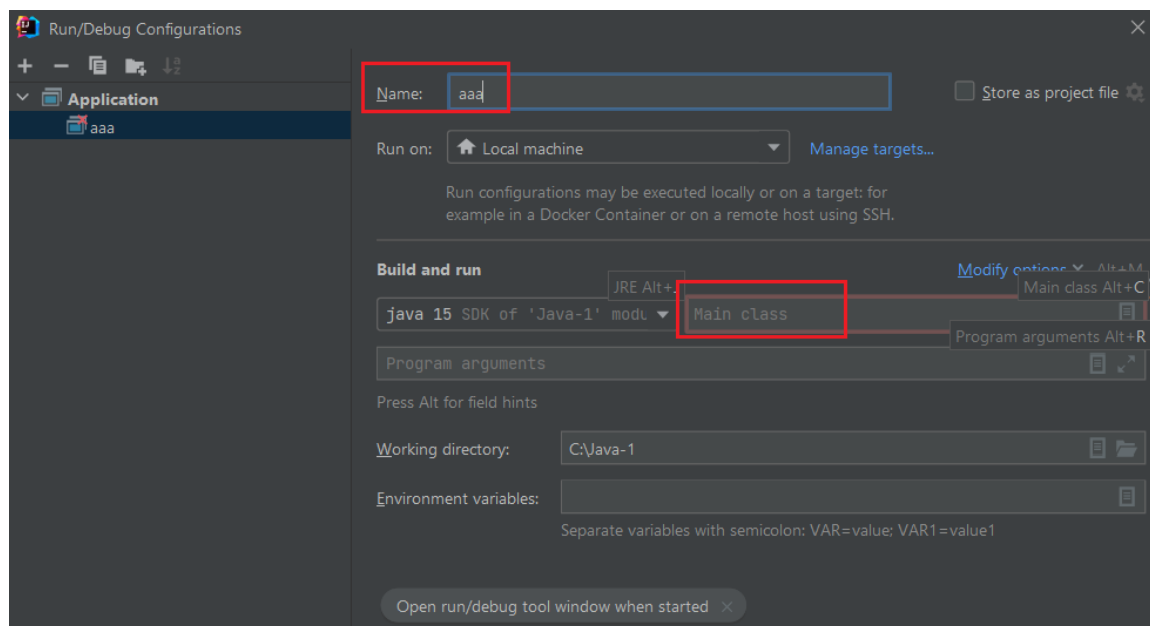 Run/Debug Configurations
Application
aaa
Name: aaa
Store as project file
Run on: Local machine Manage targets...
Run configurations may be executed locally or on a target: for
example in a Docker Container or on a remote host using SSH.
Build and run
Modify options Alt+M
JRE Alt+J
Main class Alt+C
java 15 SDK of 'Java-1' modu Main class
Program arguments Alt+R
Program arguments
Press Alt for field hints
Working directory: C:\Java-1
Environment variables:
Separate variables with semicolon: VAR=value; VAR1=value1
Open run/debug tool window when started